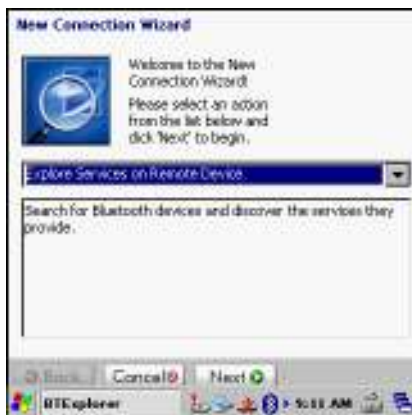 New Connection Wizard
Welcome to the New
Connection Wizard!
Please select an action
from the list below and
click 'Next' to begin.
Explore Services on Remote Device
Search for Bluetooth devices and discover the services they
provide.
Back Cancel Next
BTExplorer AM